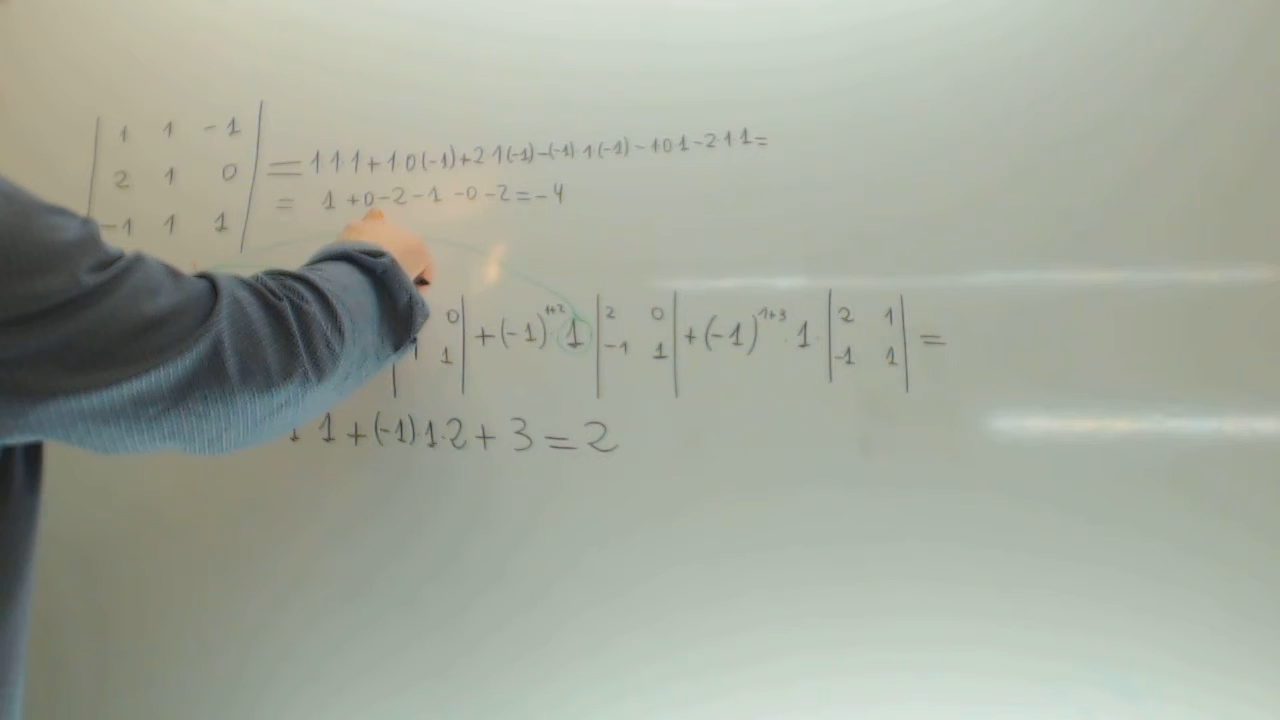 | 1 1 -1 |
| 2 1 0 | = 1 1 1 + 1 0 (-1) + 2 1 (-1) - (-1) 1 (-1) - 1 0 1 - 2 1 1 =
| -1 1 1 | = 1 + 0 - 2 - 1 - 0 - 2 = -4
0 | + (-1)^{1+2} 1 | 2 0 | + (-1)^{1+3} · 1 | 2 1 | =
1 | | -1 1 | | -1 1 |
1 + (-1) 1·2 + 3 = 2